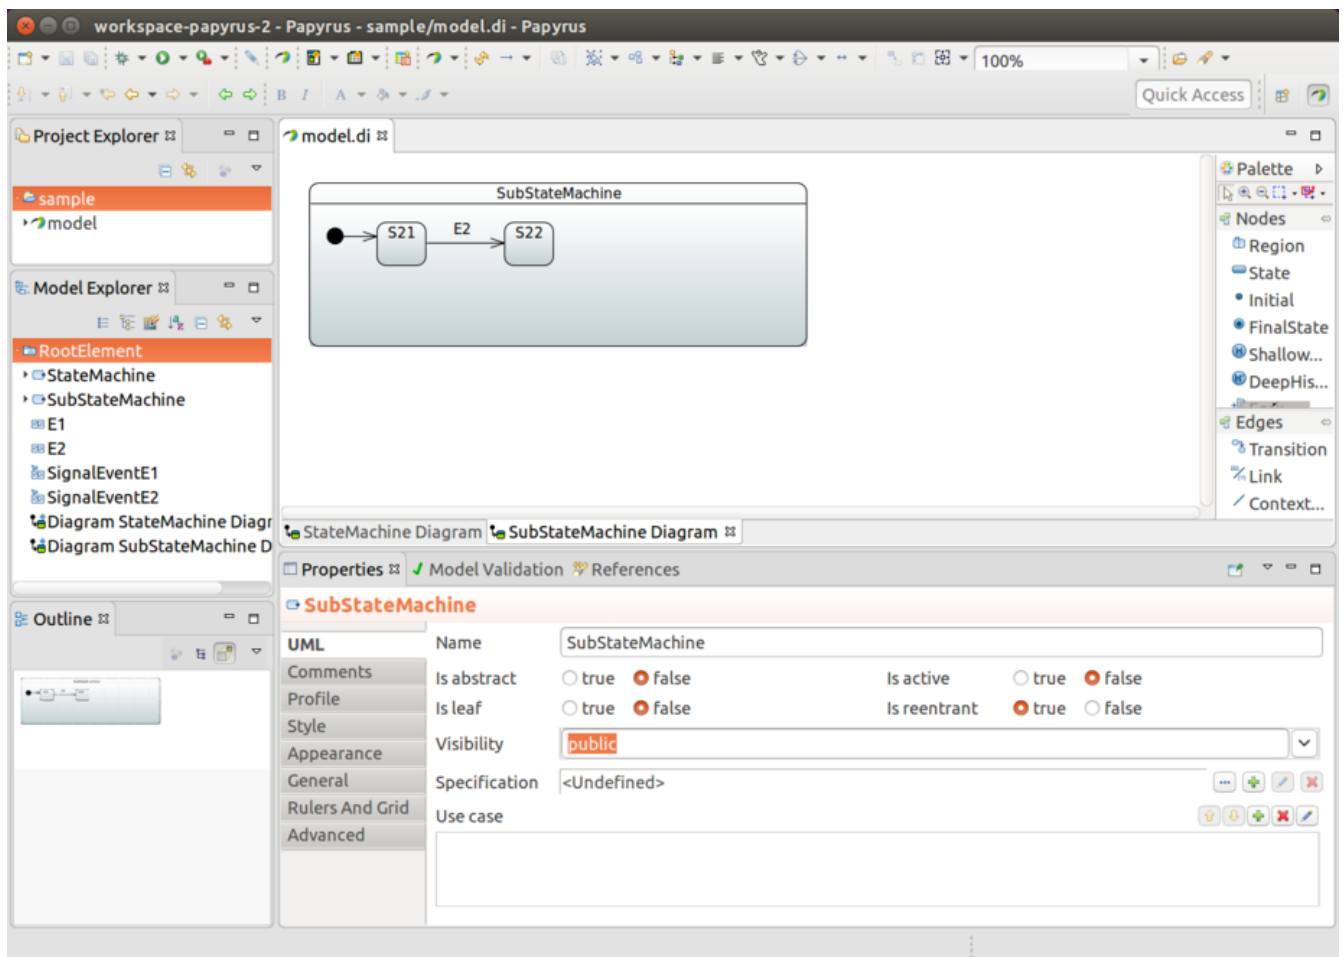 workspace-papyrus-2 - Papyrus - sample/model.di - Papyrus
100%
B I A
Quick Access
Project Explorer
sample
model
Model Explorer
RootElement
StateMachine
SubStateMachine
E1
E2
SignalEventE1
SignalEventE2
Diagram StateMachine Diagr
Diagram SubStateMachine D
Outline
model.di
SubStateMachine
S21
E2
S22
Palette
Nodes
Region
State
Initial
FinalState
Shallow...
DeepHis...
Edges
Transition
Link
Context...
StateMachine Diagram
SubStateMachine Diagram
Properties
Model Validation
References
SubStateMachine
UML
Comments
Profile
Style
Appearance
General
Rulers And Grid
Advanced
Name SubStateMachine
Is abstract true false Is active true false
Is leaf true false Is reentrant true false
Visibility public
Specification <Undefined>
Use case